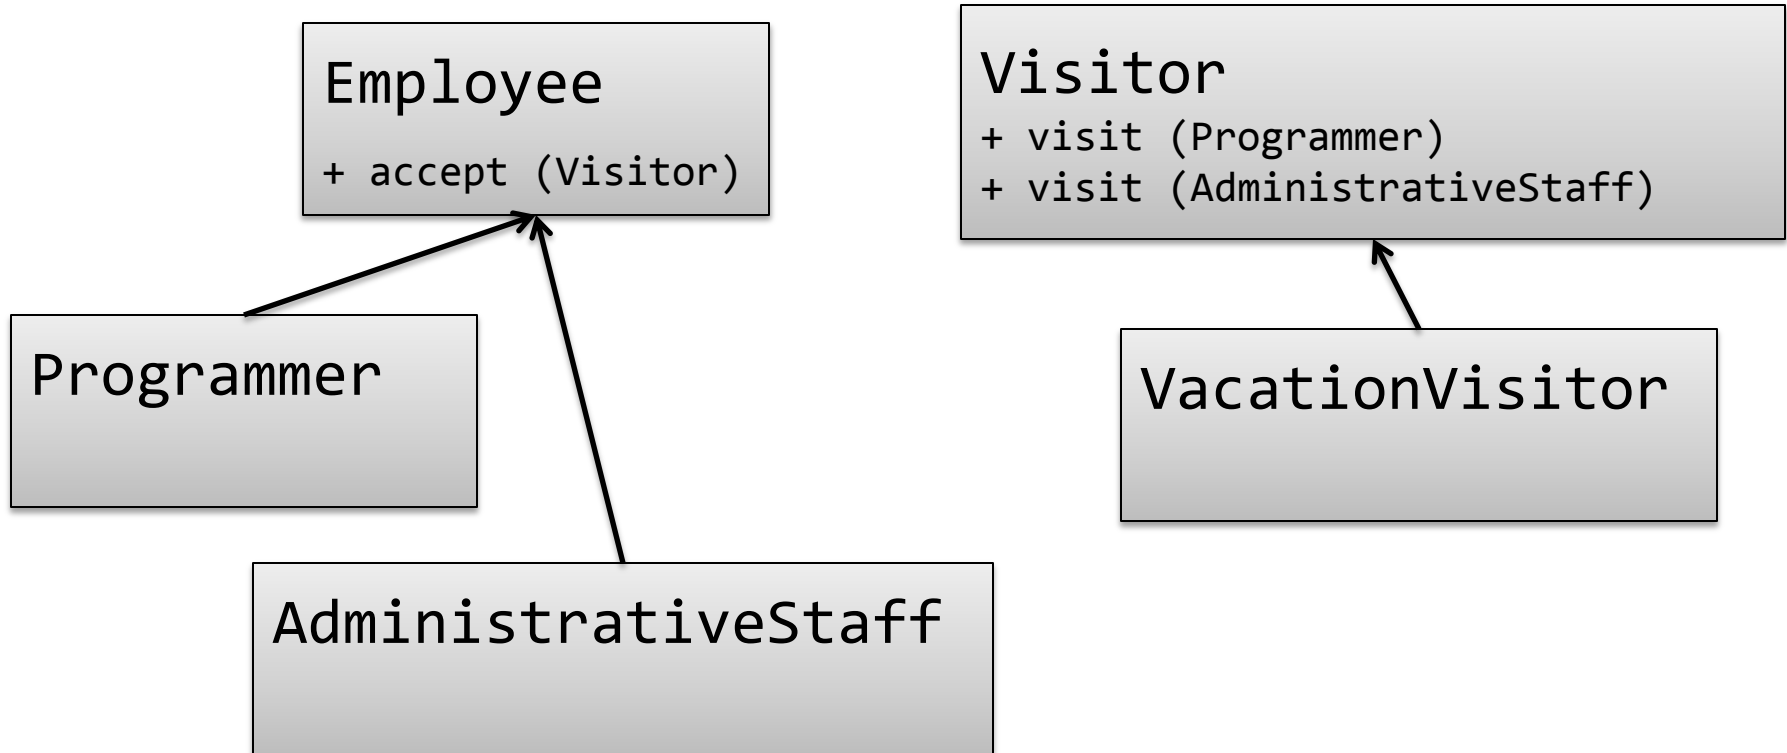 Employee
+ accept (Visitor)
Visitor
+ visit (Programmer)
+ visit (AdministrativeStaff)
Programmer
VacationVisitor
AdministrativeStaff